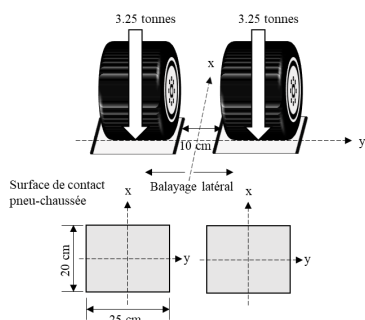 3.25 tonnes
3.25 tonnes
x
y
10 cm
Balayage latéral
Surface de contact
pneu-chaussée
x
x
20 cm
y
y
25 cm